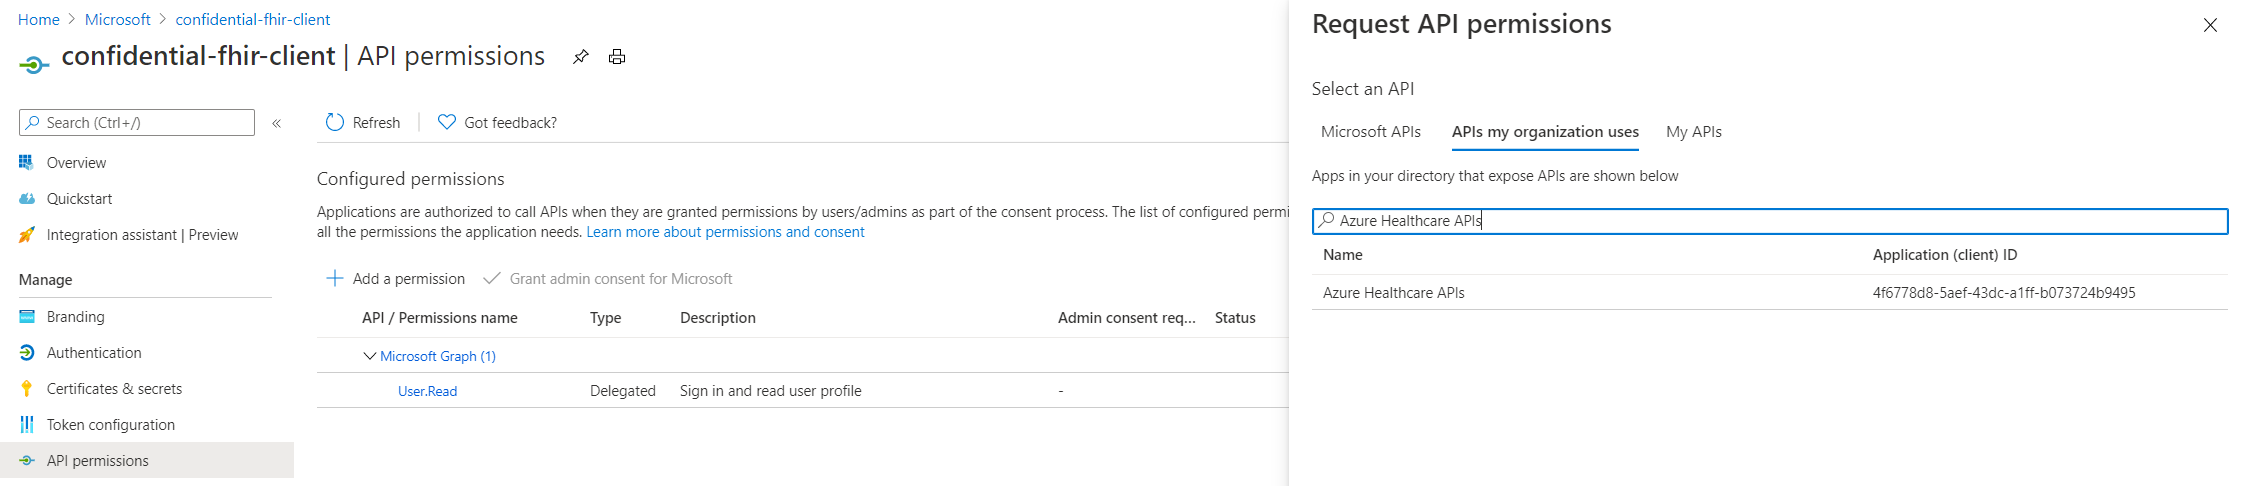 Home > Microsoft > confidential-fhir-client
confidential-fhir-client | API permissions
Search (Ctrl+/)
«
Overview
Quickstart
Integration assistant | Preview
Manage
Branding
Authentication
Certificates & secrets
Token configuration
API permissions
Refresh
Got feedback?
Configured permissions
Applications are authorized to call APIs when they are granted permissions by users/admins as part of the consent process. The list of configured permi
all the permissions the application needs. Learn more about permissions and consent
Add a permission
Grant admin consent for Microsoft
API / Permissions name Type Description Admin consent req... Status
Microsoft Graph (1)
User.Read Delegated Sign in and read user profile -
Request API permissions
Select an API
Microsoft APIs APIs my organization uses My APIs
Apps in your directory that expose APIs are shown below
Azure Healthcare APIs
Name Application (client) ID
Azure Healthcare APIs 4f6778d8-5aef-43dc-a1ff-b073724b9495